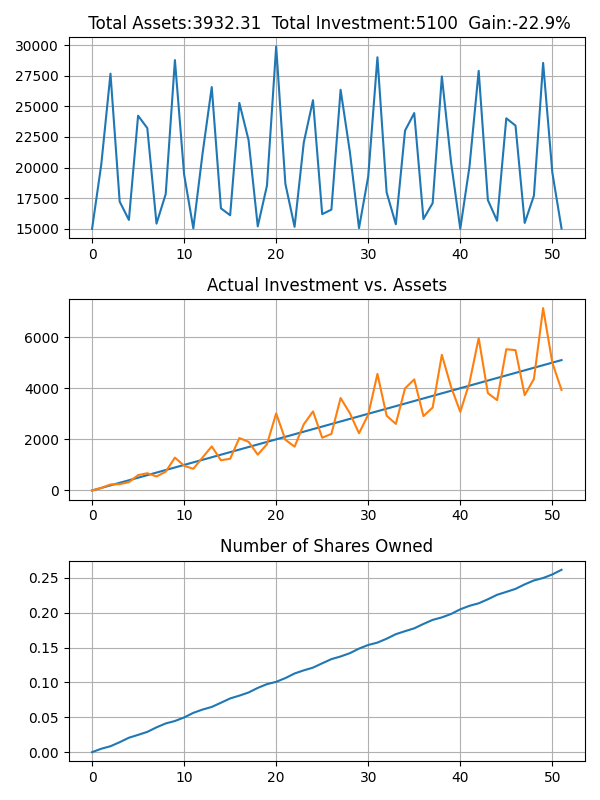 Total Assets:3932.31  Total Investment:5100  Gain:-22.9%
30000
27500
25000
22500
20000
17500
15000
0 10 20 30 40 50
Actual Investment vs. Assets
6000
4000
2000
0
0 10 20 30 40 50
Number of Shares Owned
0.25
0.20
0.15
0.10
0.05
0.00
0 10 20 30 40 50